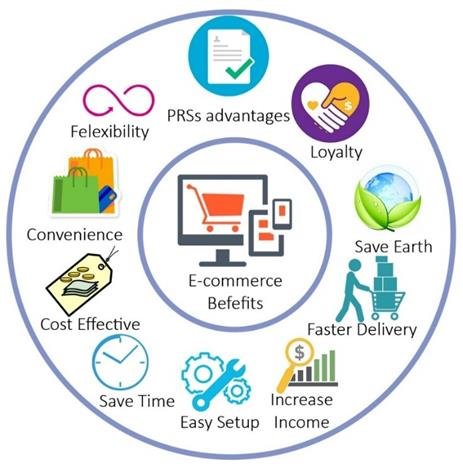 PRSs advantages
Loyalty
Save Earth
Faster Delivery
Increase
Income
Easy Setup
Save Time
Cost Effective
Convenience
Felexibility
E-commerce
Befefits